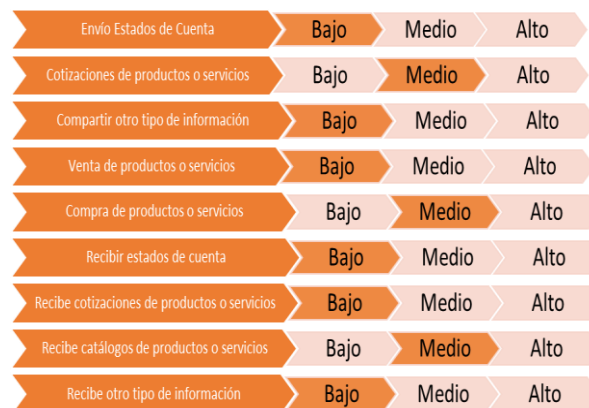 Envío Estados de Cuenta Bajo Medio Alto
Cotizaciones de productos o servicios Bajo Medio Alto
Compartir otro tipo de información Bajo Medio Alto
Venta de productos o servicios Bajo Medio Alto
Compra de productos o servicios Bajo Medio Alto
Recibir estados de cuenta Bajo Medio Alto
Recibe cotizaciones de productos o servicios Bajo Medio Alto
Recibe catálogos de productos o servicios Bajo Medio Alto
Recibe otro tipo de información Bajo Medio Alto